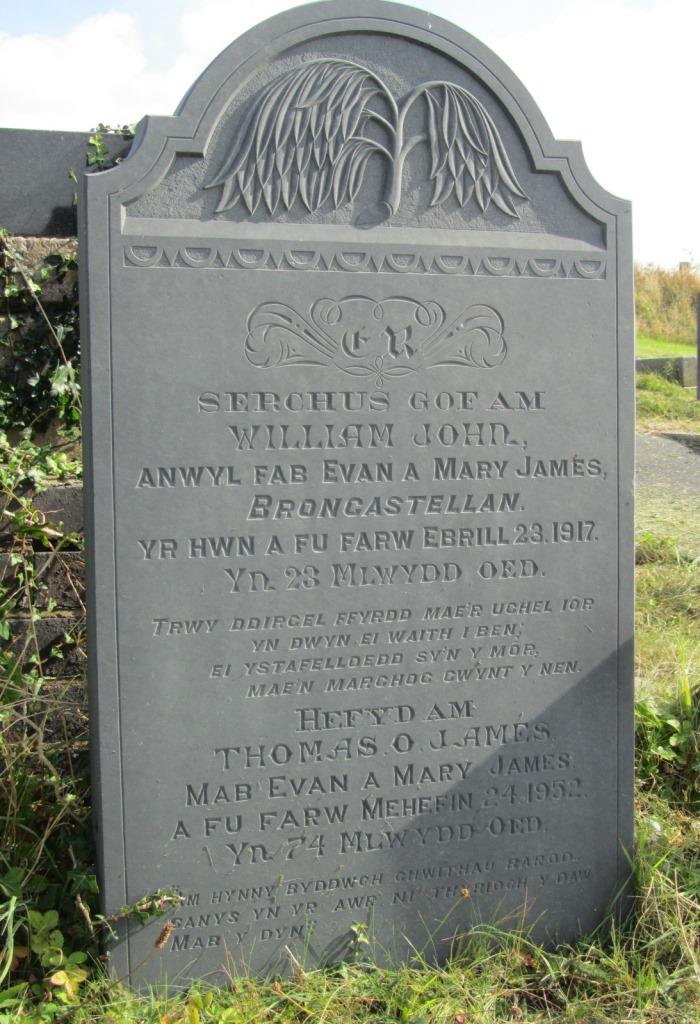 Er
SERCHUS GOF AM
WILLIAM JOHN,
ANWYL FAB EVAN A MARY JAMES,
BRONCASTELLAN.
YR HWN A FU FARW EBRILL 23. 1917.
YN 23 MLWYDD OED.
TRWY DDIRGEL FFYRDD MAE'R UCHEL IÔR
YN DWYN EI WAITH I BEN;
EI YSTAFELLOEDD SY'N Y MÔR,
MAE'N MARCHOG GWYNT Y NEN.
HEFYD AM
THOMAS. O. JAMES.
MAB EVAN A MARY JAMES.
A FU FARW MEHEFIN 24. 1952.
YN 74 MLWYDD OED.
AM HYNNY BYDDWCH CHWITHAU BAROD.
CANYS YN YR AWR NI THYBIOCH Y DAW
MAB Y DYN.